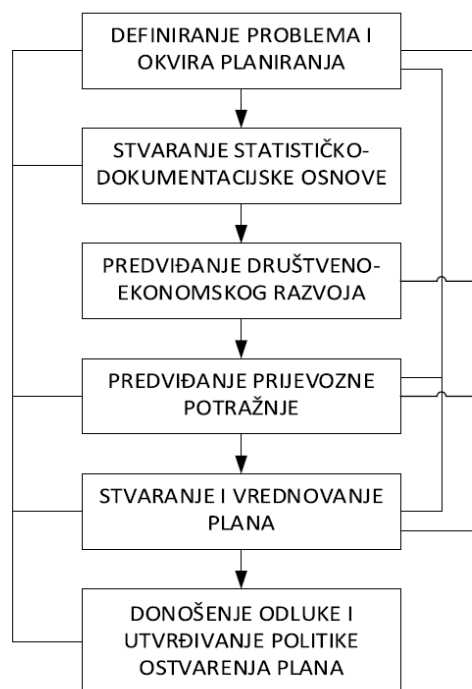 DEFINIRANJE PROBLEMA I
OKVIRA PLANIRANJA
STVARANJE STATISTIČKO-
DOKUMENTACIJSKE OSNOVE
PREDVIĐANJE DRUŠTVENO-
EKONOMSKOG RAZVOJA
PREDVIĐANJE PRIJEVOZNE
POTRAŽNJE
STVARANJE I VREDNOVANJE
PLANA
DONOŠENJE ODLUKE I
UTVRĐIVANJE POLITIKE
OSTVARENJA PLANA